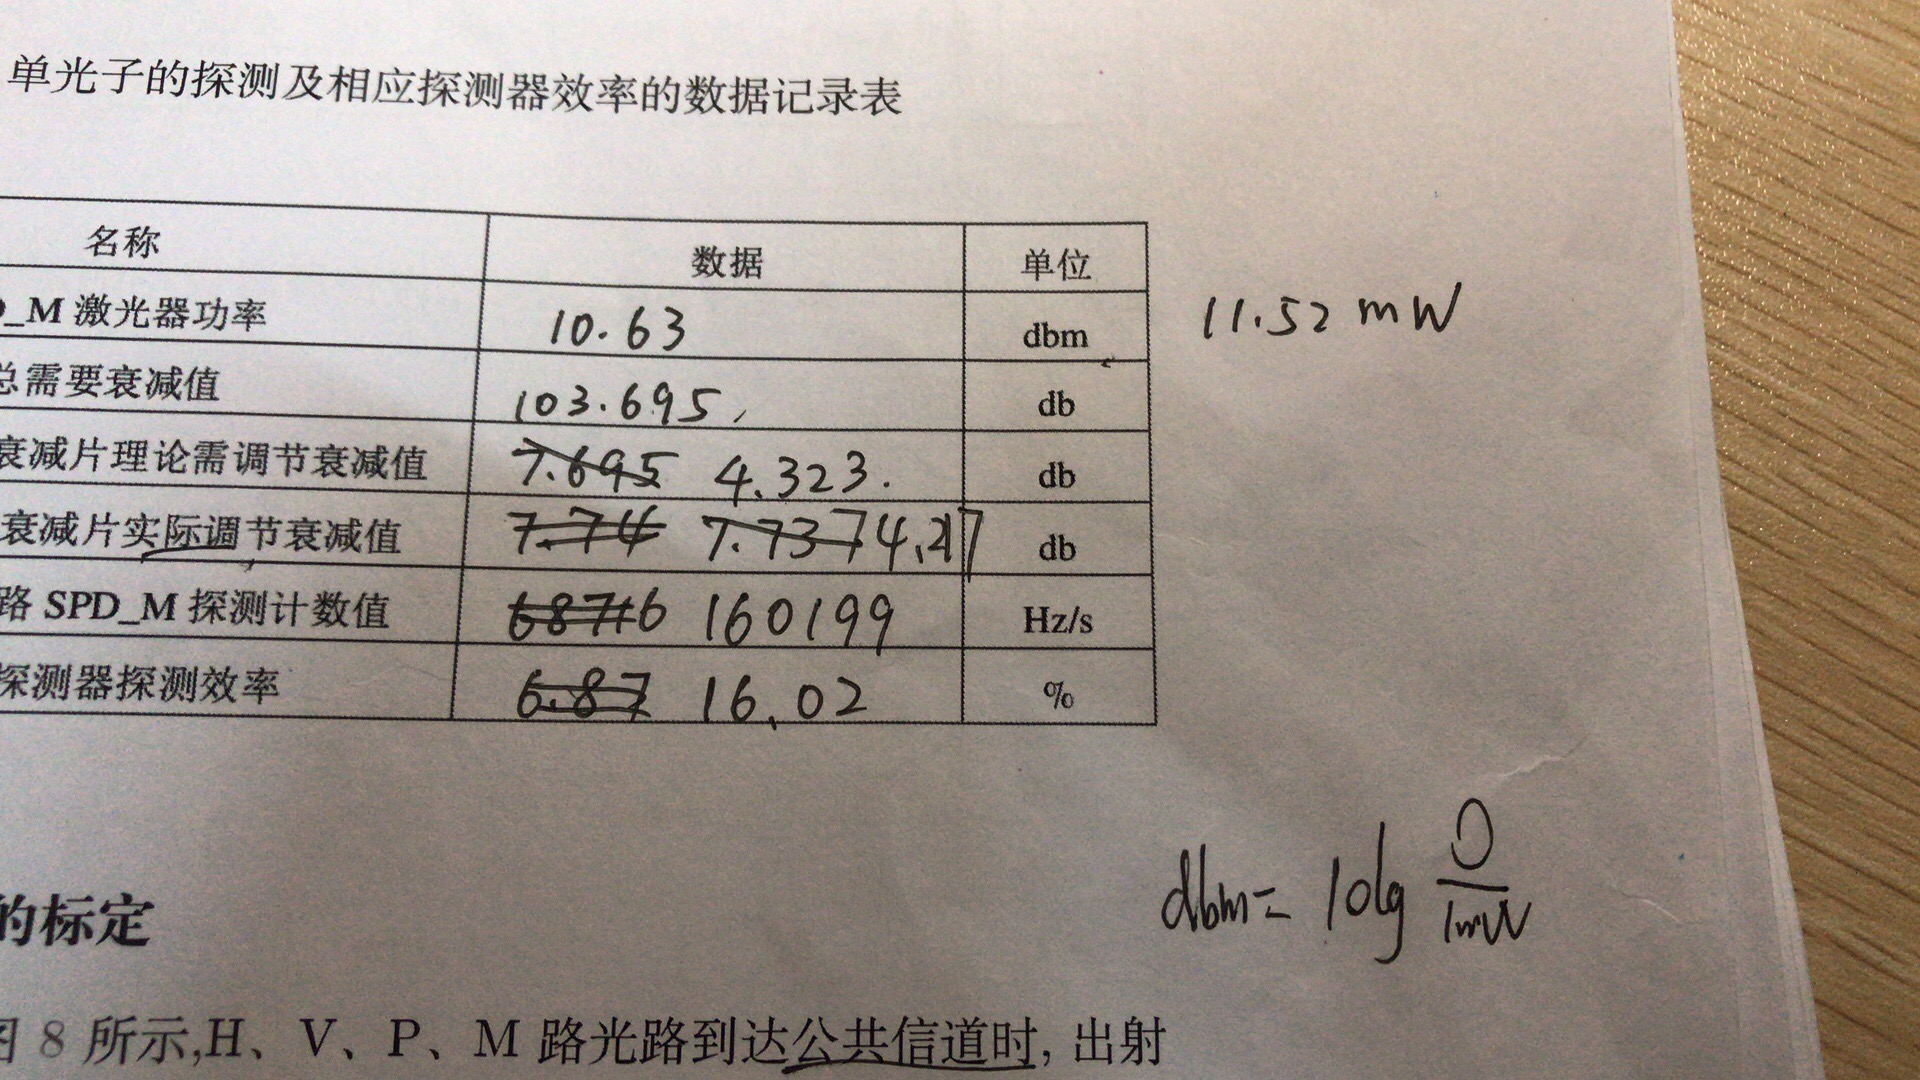 单光子的探测及相应探测器效率的数据记录表
名称 数据 单位
_M 激光器功率 10.63 dbm 11.52 mW
总需要衰减值 103.695, db
衰减片理论需调节衰减值 7.695 4.323. db
衰减片实际调节衰减值 7.74 7.737 4.217 db
路 SPD_M 探测计数值 68716 160199 Hz/s
探测器探测效率 6.87 16.02 %
dbm = 10lg 0/1mW
的标定
图 8 所示,H、V、P、M 路光路到达公共信道时, 出射